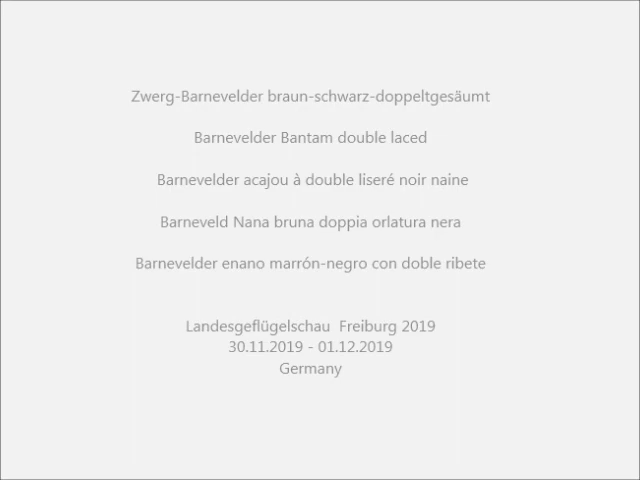 Zwerg-Barnevelder braun-schwarz-doppeltgesäumt
Barnevelder Bantam double laced
Barnevelder acajou à double liseré noir naine
Barneveld Nana bruna doppia orlatura nera
Barnevelder enano marrón-negro con doble ribete
Landesgeflügelschau  Freiburg 2019
30.11.2019 - 01.12.2019
Germany